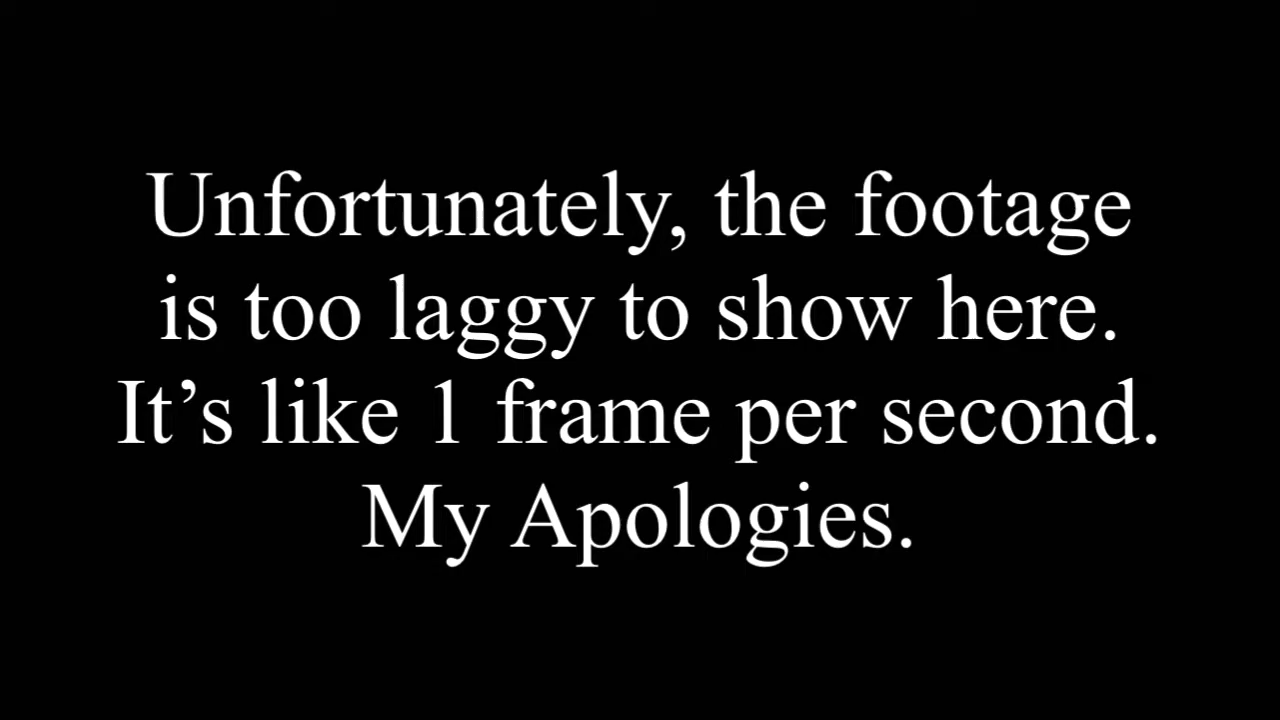 Unfortunately, the footage
is too laggy to show here.
It’s like 1 frame per second.
My Apologies.